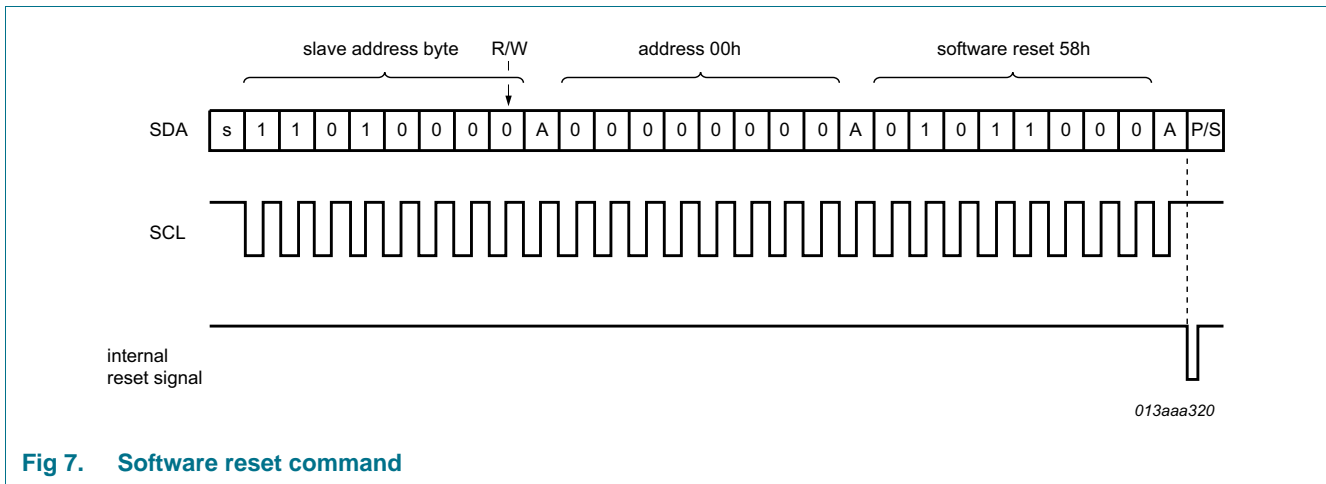 slave address byte R/W address 00h software reset 58h
SDA s 1 1 0 1 0 0 0 0 A 0 0 0 0 0 0 0 0 A 0 1 0 1 1 0 0 0 A P/S
SCL
internal
reset signal
013aaa320
Fig 7. Software reset command